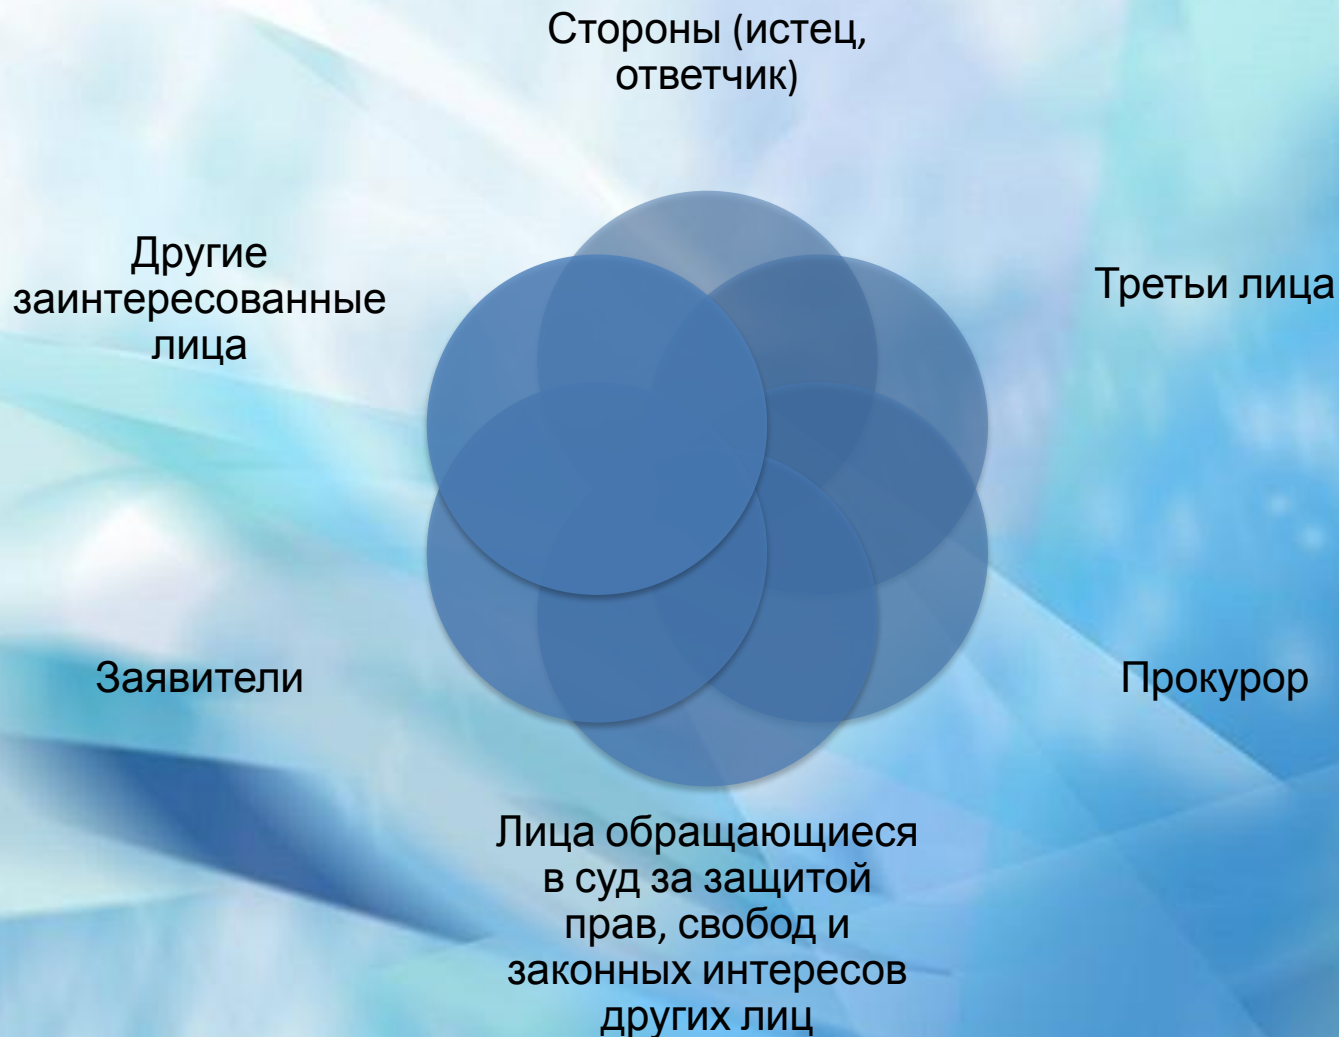 Стороны (истец,
ответчик)
Другие
заинтересованные
лица
Третьи лица
Заявители
Прокурор
Лица обращающиеся
в суд за защитой
прав, свобод и
законных интересов
других лиц